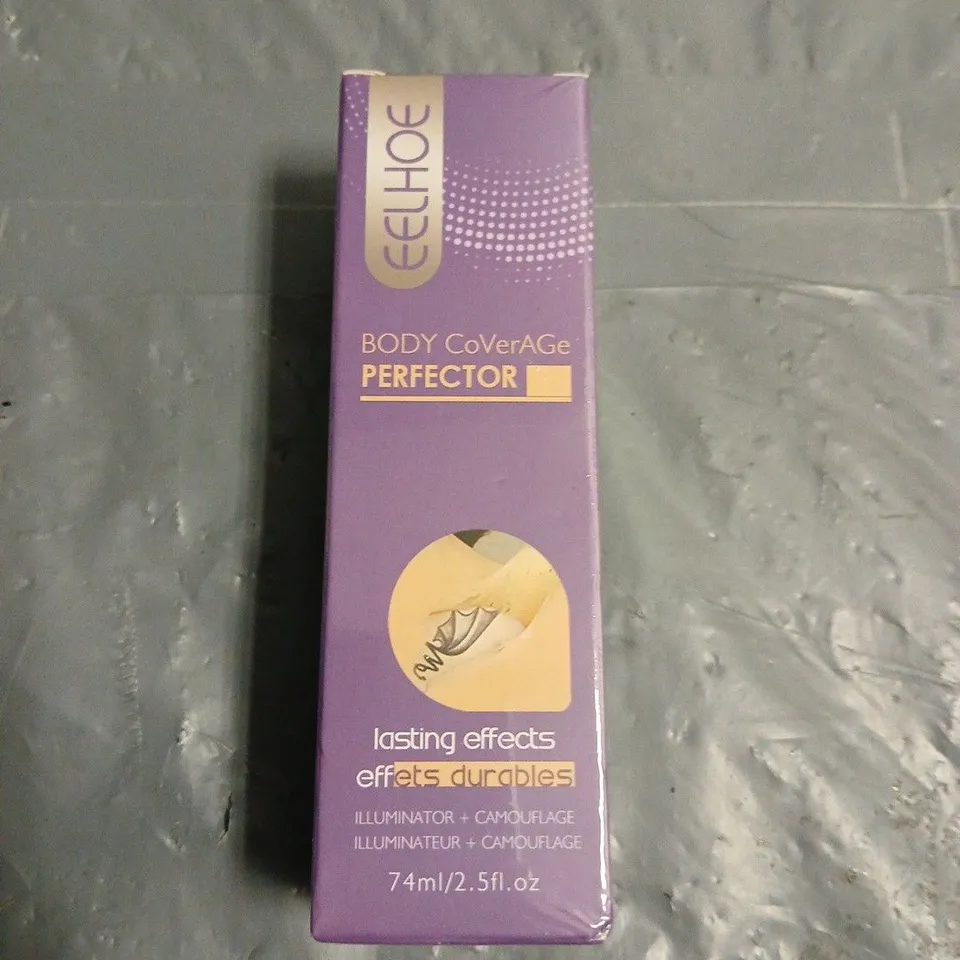 EELHOE
BODY CoVerAGe
PERFECTOR
lasting effects
effets durables
ILLUMINATOR + CAMOUFLAGE
ILLUMINATEUR + CAMOUFLAGE
74ml/2.5fl.oz